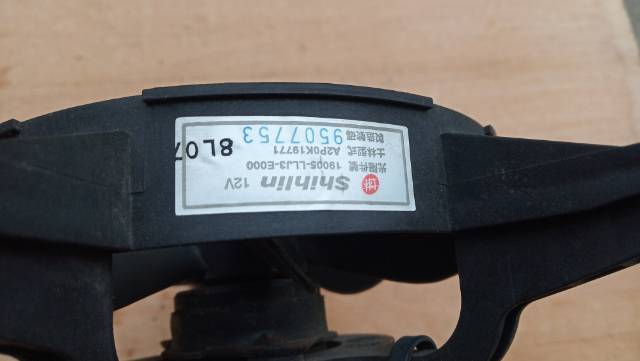 Shihlin 12V
光陽件號 19005-LLJ3-E000
士林型式 A2P0K19771
製造號碼 9507753
8L07